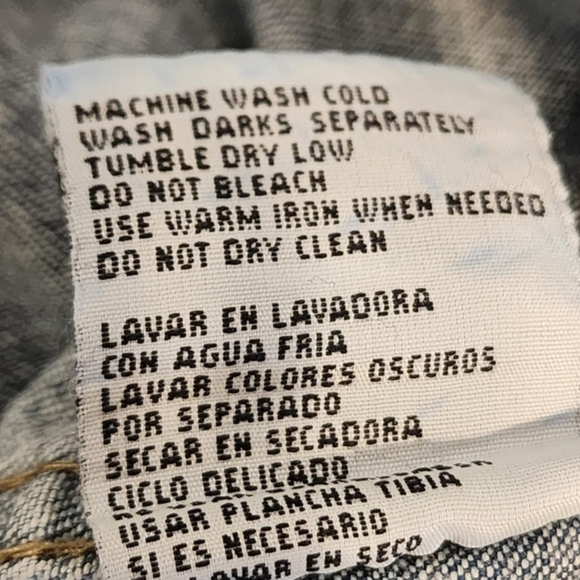 MACHINE WASH COLD
WASH DARKS SEPARATELY
TUMBLE DRY LOW
DO NOT BLEACH
USE WARM IRON WHEN NEEDED
DO NOT DRY CLEAN
LAVAR EN LAVADORA
CON AGUA FRIA
LAVAR COLORES OSCUROS
POR SEPARADO
SECAR EN SECADORA
CICLO DELICADO
USAR PLANCHA TIBIA
SI ES NECESARIO
LAVAR EN SECO